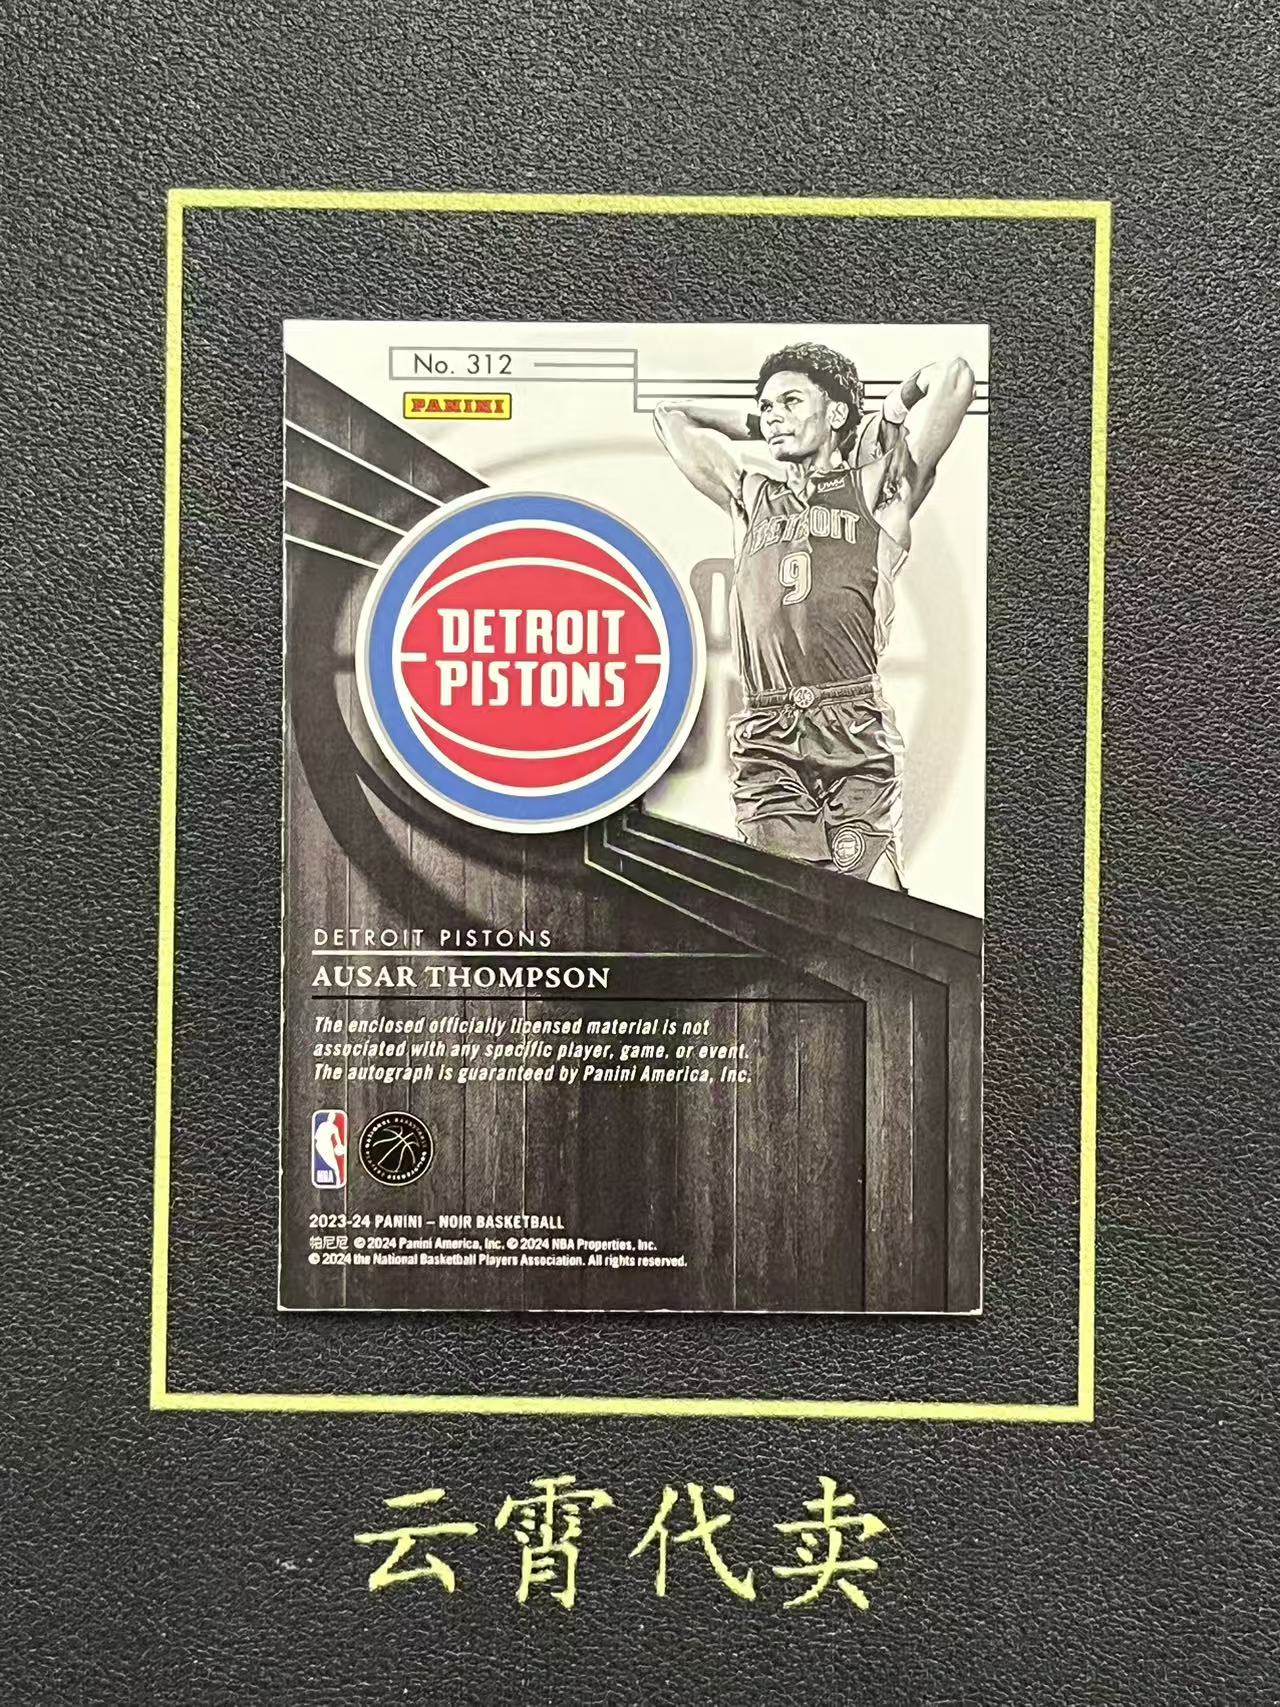 No. 312
PANINI
UWM
DETROIT
9
DETROIT
PISTONS
DETROIT PISTONS
AUSAR THOMPSON
The enclosed officially licensed material is not
associated with any specific player, game, or event.
The autograph is guaranteed by Panini America, Inc.
NBA
2023-24 PANINI – NOIR BASKETBALL
帕尼尼 © 2024 Panini America, Inc. © 2024 NBA Properties, Inc.
© 2024 the National Basketball Players Association. All rights reserved.
云霄代卖